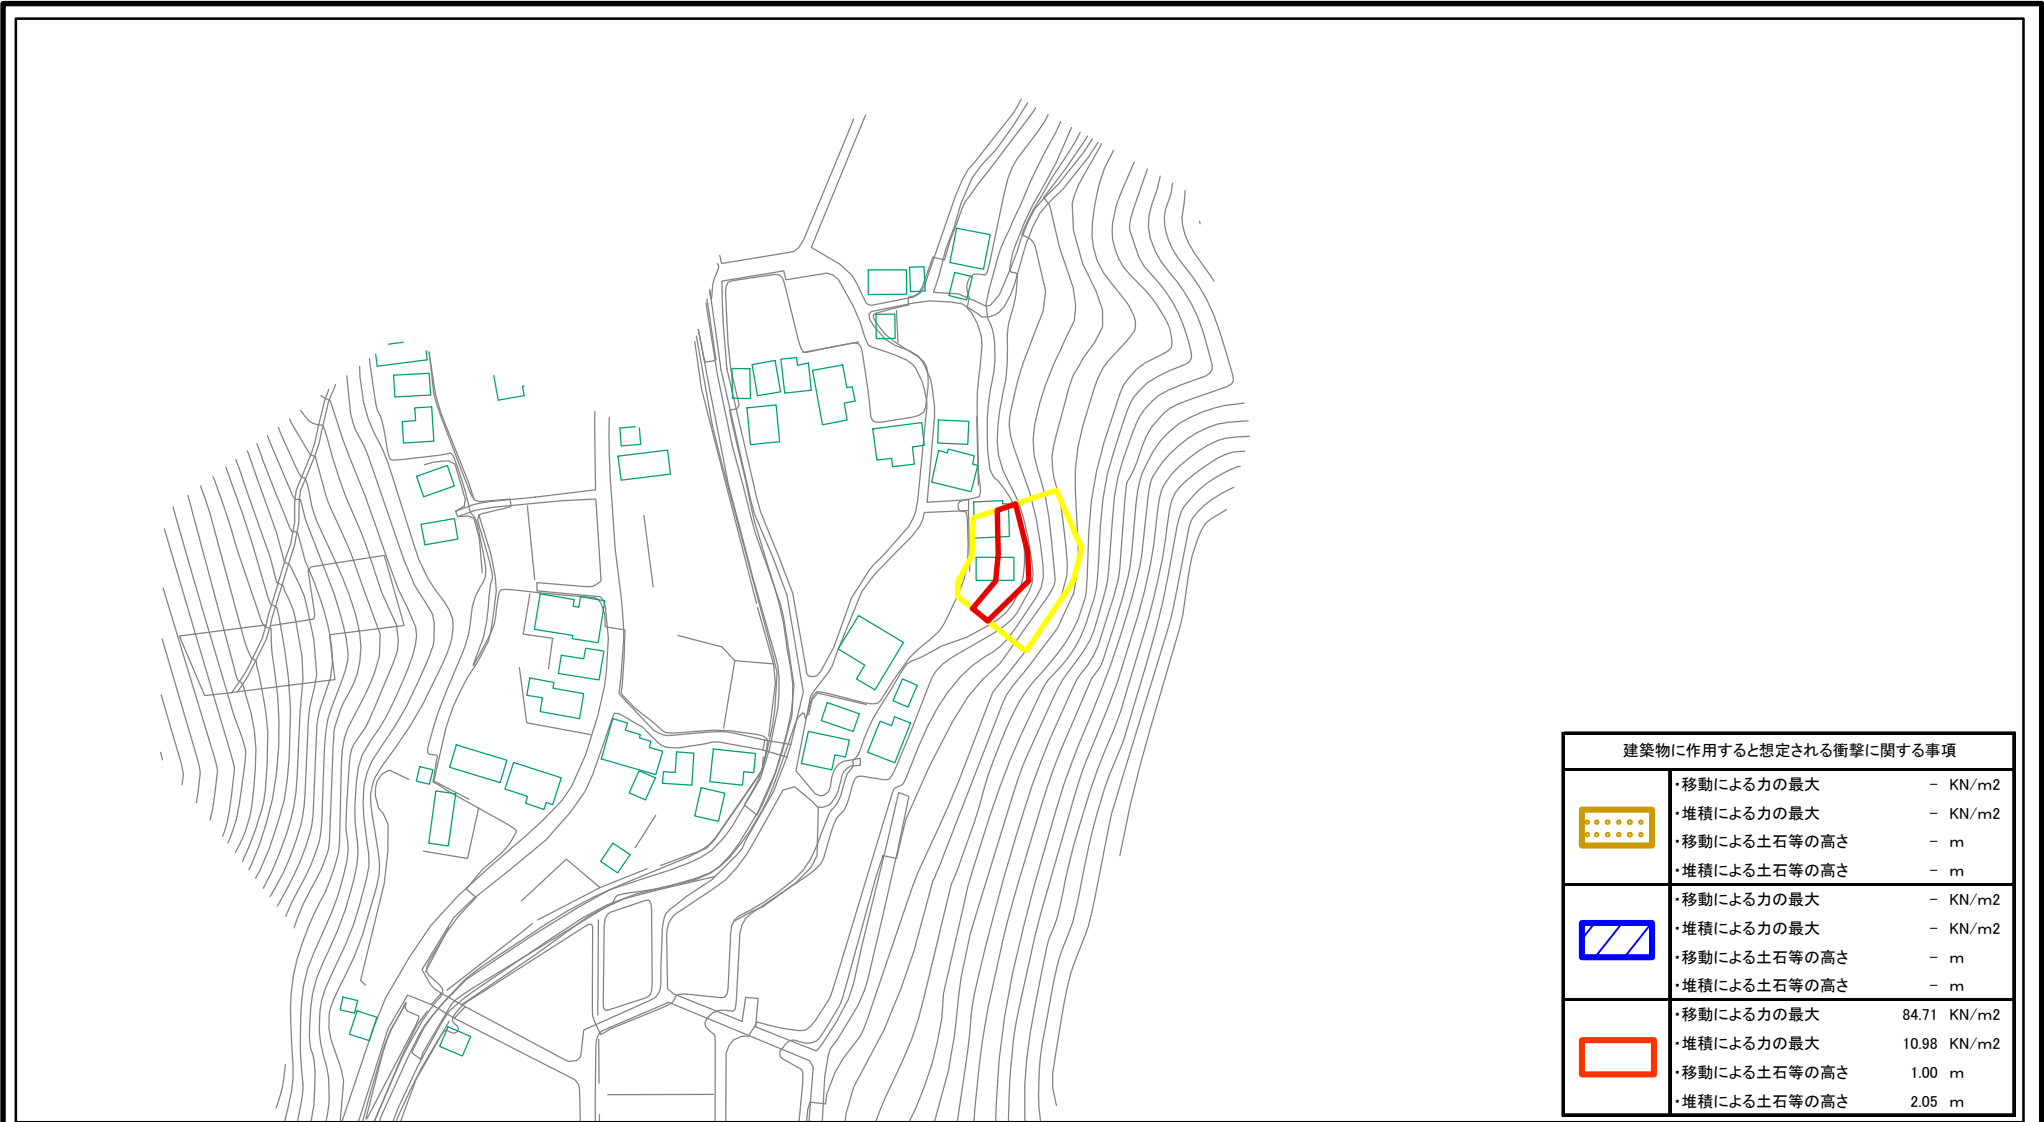 建築物に作用すると想定される衝撃に関する事項
・移動による力の最大 － KN/m2
・堆積による力の最大 － KN/m2
・移動による土石等の高さ － m
・堆積による土石等の高さ － m
・移動による力の最大 － KN/m2
・堆積による力の最大 － KN/m2
・移動による土石等の高さ － m
・堆積による土石等の高さ － m
・移動による力の最大 84.71 KN/m2
・堆積による力の最大 10.98 KN/m2
・移動による土石等の高さ 1.00 m
・堆積による土石等の高さ 2.05 m